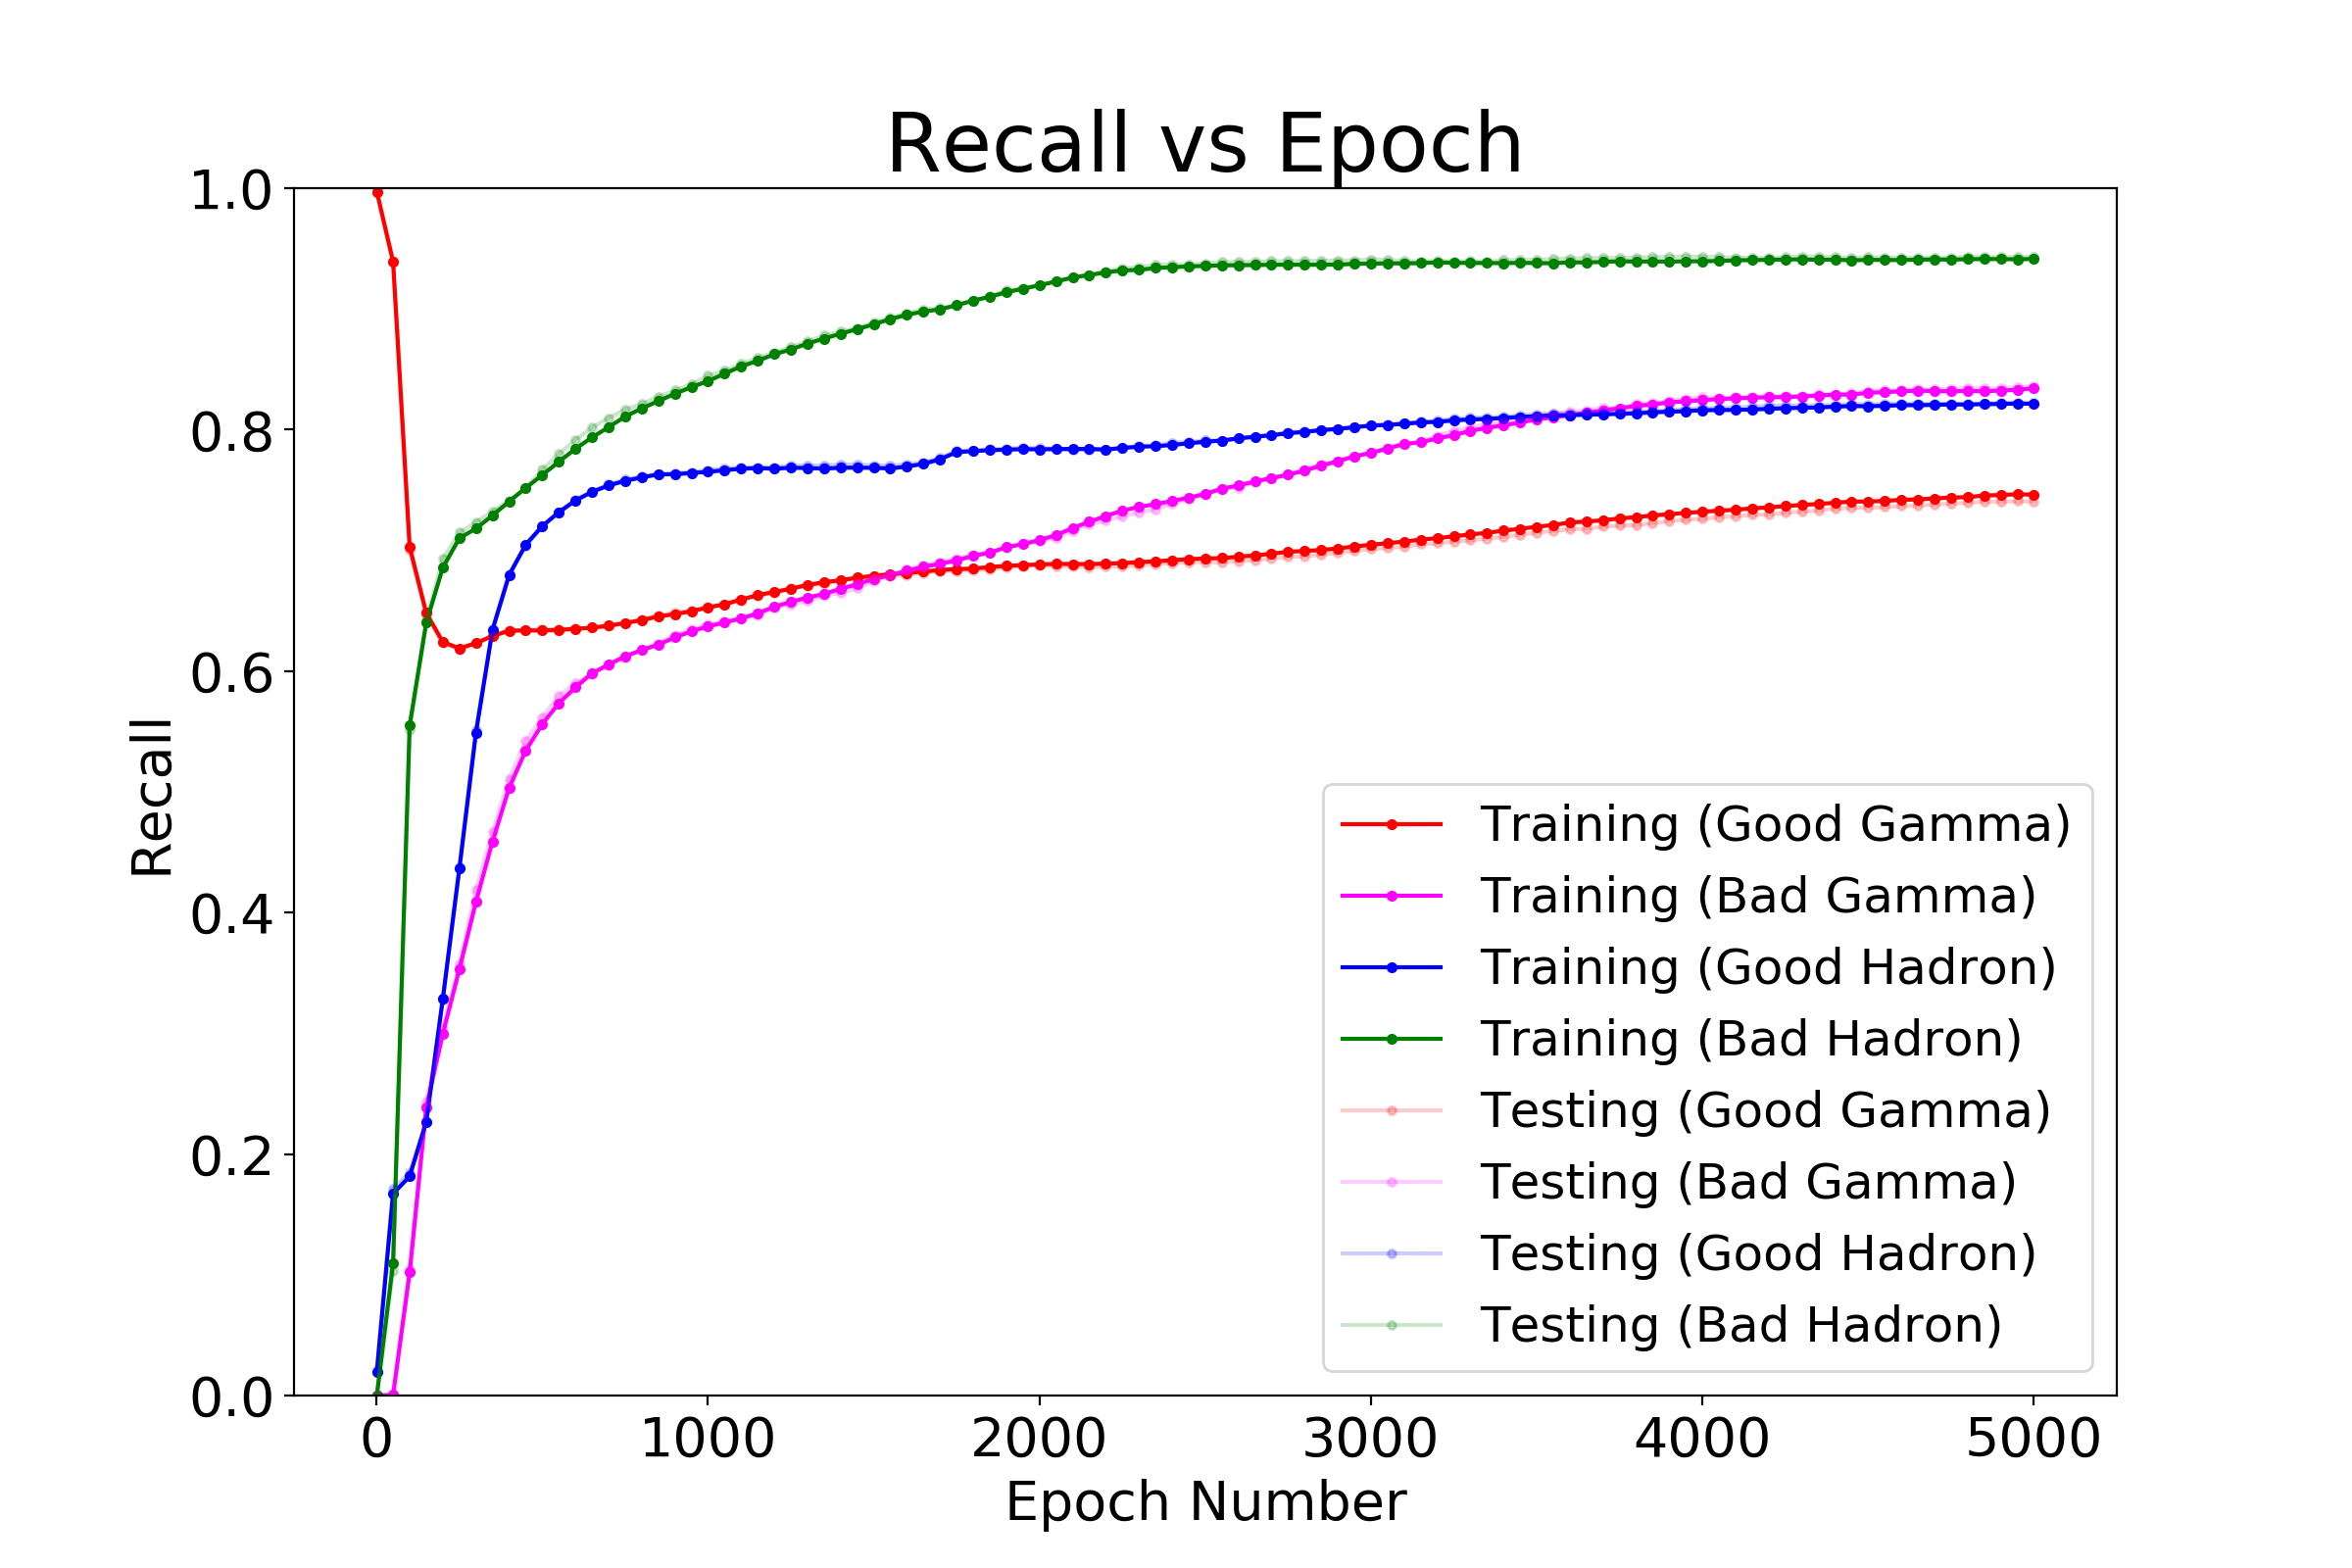 Recall vs Epoch
1.0
0.8
0.6
0.4
0.2
0.0
Recall
0 1000 2000 3000 4000 5000
Epoch Number
Training (Good Gamma)
Training (Bad Gamma)
Training (Good Hadron)
Training (Bad Hadron)
Testing (Good Gamma)
Testing (Bad Gamma)
Testing (Good Hadron)
Testing (Bad Hadron)